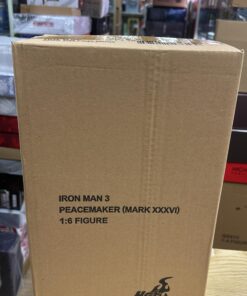 IRON MAN 3
PEACEMAKER (MARK XXXVI)
1:6 FIGURE